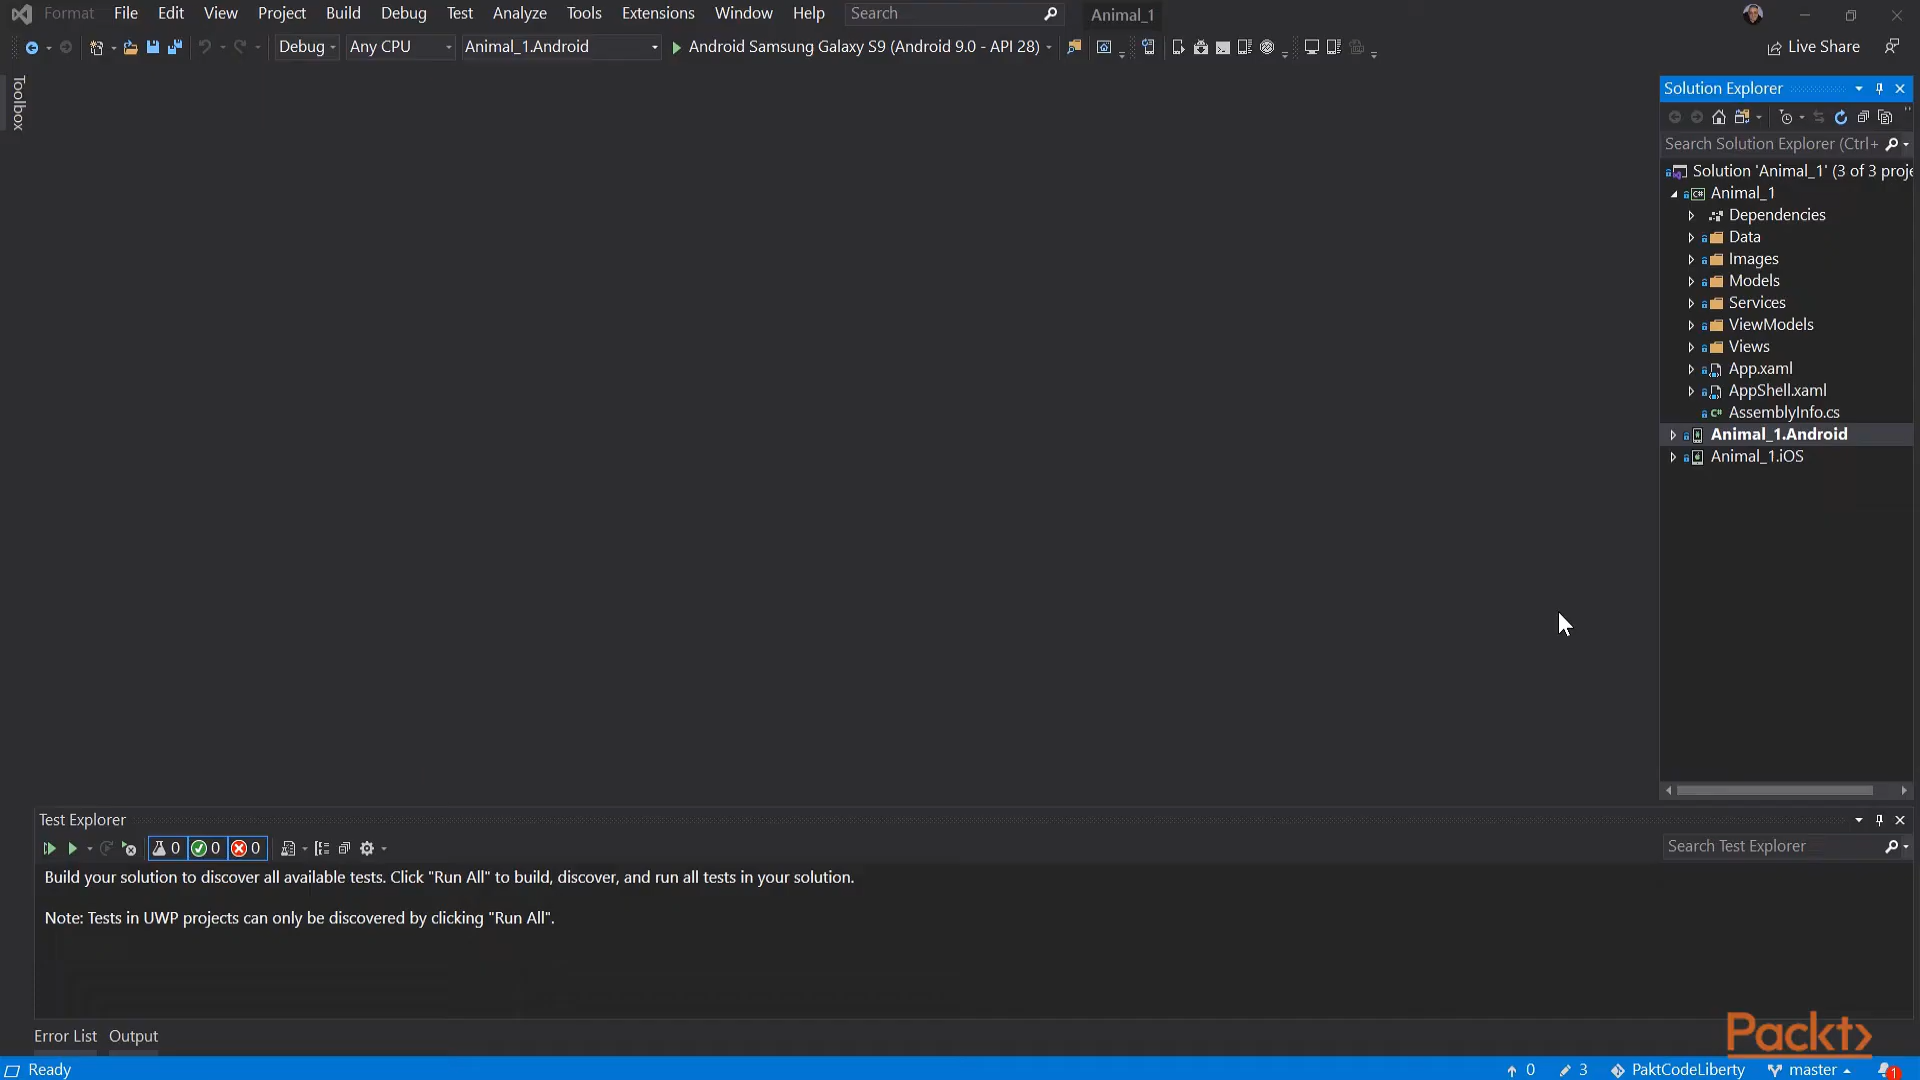 Format File Edit View Project Build Debug Test Analyze Tools Extensions Window Help Search Animal_1
Debug Any CPU Animal_1.Android Android Samsung Galaxy S9 (Android 9.0 - API 28) Live Share
Toolbox
Solution Explorer
Search Solution Explorer (Ctrl+
Solution 'Animal_1' (3 of 3 proje
Animal_1
Dependencies
Data
Images
Models
Services
ViewModels
Views
App.xaml
AppShell.xaml
C# AssemblyInfo.cs
Animal_1.Android
Animal_1.iOS
Test Explorer
0 0 0 Search Test Explorer
Build your solution to discover all available tests. Click "Run All" to build, discover, and run all tests in your solution.
Note: Tests in UWP projects can only be discovered by clicking "Run All".
Error List Output
Packt>
Ready 0 3 PaktCodeLiberty master 1